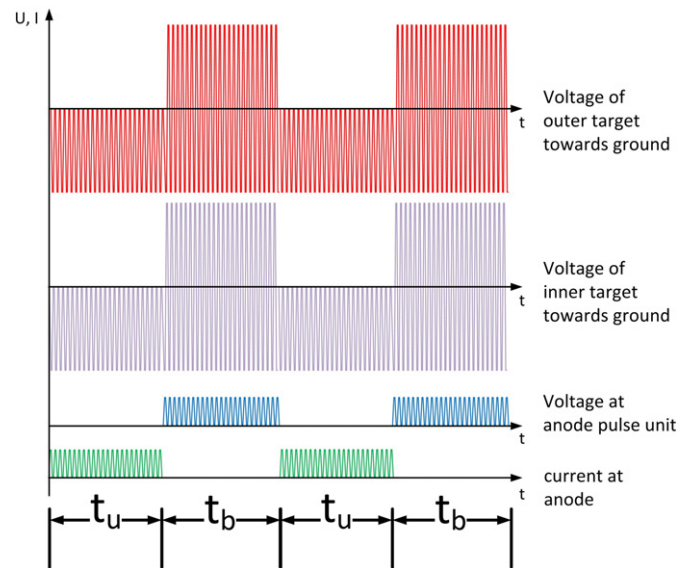 U, I
t
Voltage of
outer target
towards ground
t
Voltage of
inner target
towards ground
t
Voltage at
anode pulse unit
t
current at
anode
tu
tb
tu
tb